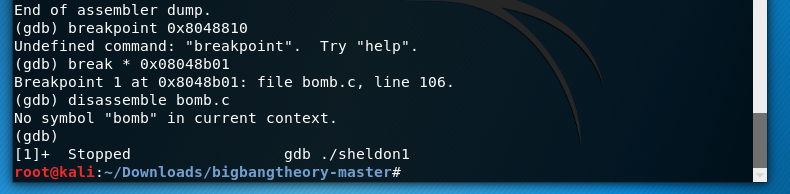 End of assembler dump.
(gdb) breakpoint 0x8048810
Undefined command: "breakpoint".  Try "help".
(gdb) break * 0x08048b01
Breakpoint 1 at 0x8048b01: file bomb.c, line 106.
(gdb) disassemble bomb.c
No symbol "bomb" in current context.
(gdb)
[1]+  Stopped                 gdb ./sheldon1
root@kali:~/Downloads/bigbangtheory-master#